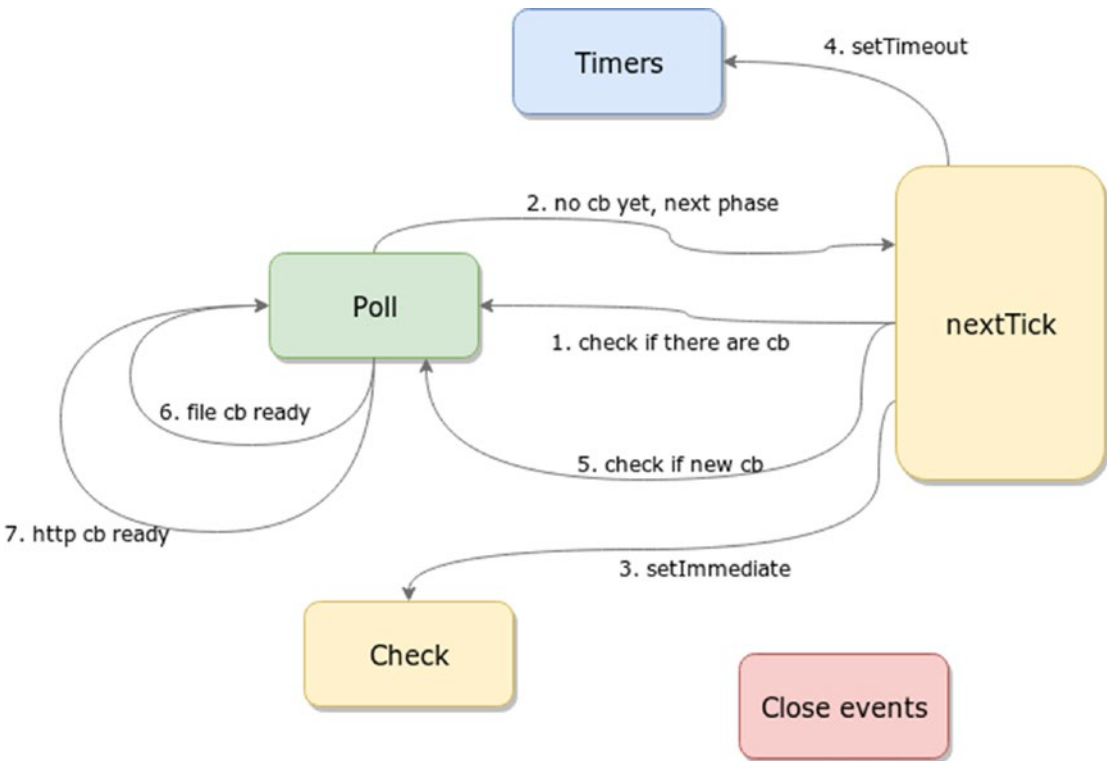 Timers
4. setTimeout
2. no cb yet, next phase
Poll
nextTick
1. check if there are cb
6. file cb ready
5. check if new cb
7. http cb ready
3. setImmediate
Check
Close events